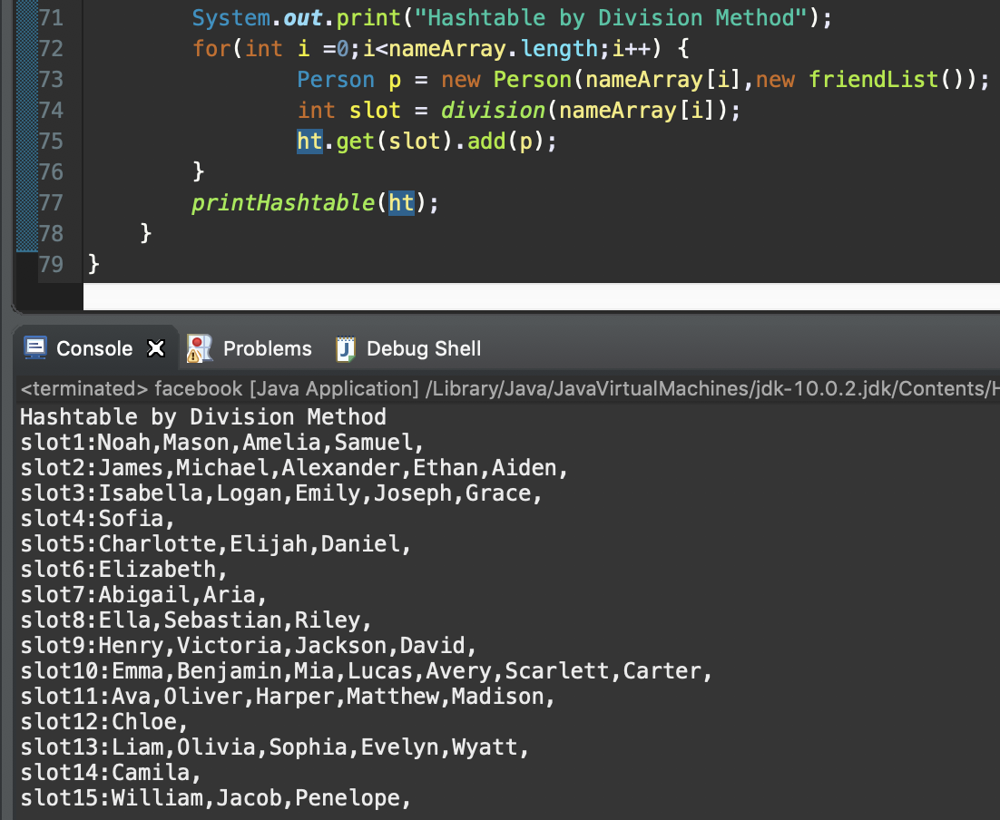 71 System.out.print("Hashtable by Division Method");
72 for(int i =0;i<nameArray.length;i++) {
73 Person p = new Person(nameArray[i],new friendList());
74 int slot = division(nameArray[i]);
75 ht.get(slot).add(p);
76 }
77 printHashtable(ht);
78 }
79 }
Console Problems Debug Shell
<terminated> facebook [Java Application] /Library/Java/JavaVirtualMachines/jdk-10.0.2.jdk/Contents/H
Hashtable by Division Method
slot1:Noah,Mason,Amelia,Samuel,
slot2:James,Michael,Alexander,Ethan,Aiden,
slot3:Isabella,Logan,Emily,Joseph,Grace,
slot4:Sofia,
slot5:Charlotte,Elijah,Daniel,
slot6:Elizabeth,
slot7:Abigail,Aria,
slot8:Ella,Sebastian,Riley,
slot9:Henry,Victoria,Jackson,David,
slot10:Emma,Benjamin,Mia,Lucas,Avery,Scarlett,Carter,
slot11:Ava,Oliver,Harper,Matthew,Madison,
slot12:Chloe,
slot13:Liam,Olivia,Sophia,Evelyn,Wyatt,
slot14:Camila,
slot15:William,Jacob,Penelope,